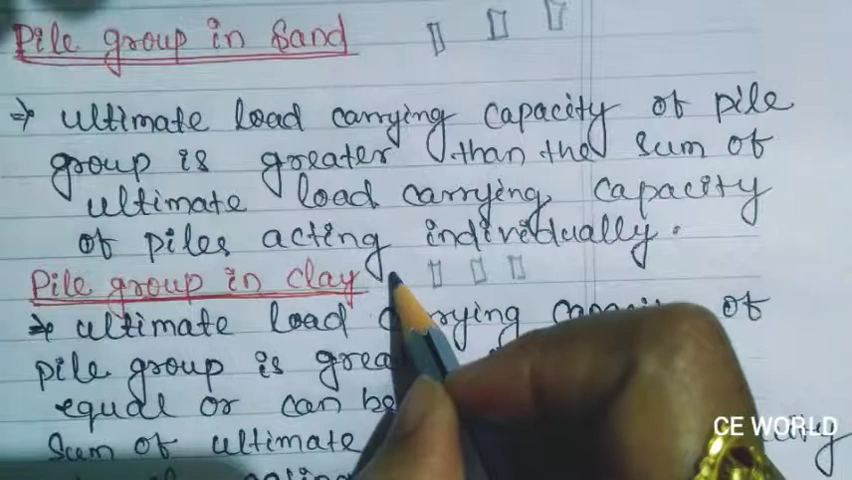 Pile group in Sand
⇒ ultimate load carrying capacity of pile
group is greater than the sum of
ultimate load carrying capacity
of piles acting individually.
Pile group in clay
⇒ ultimate load of
pile group is
equal or can be
CE WORLD
Sum of ultimate